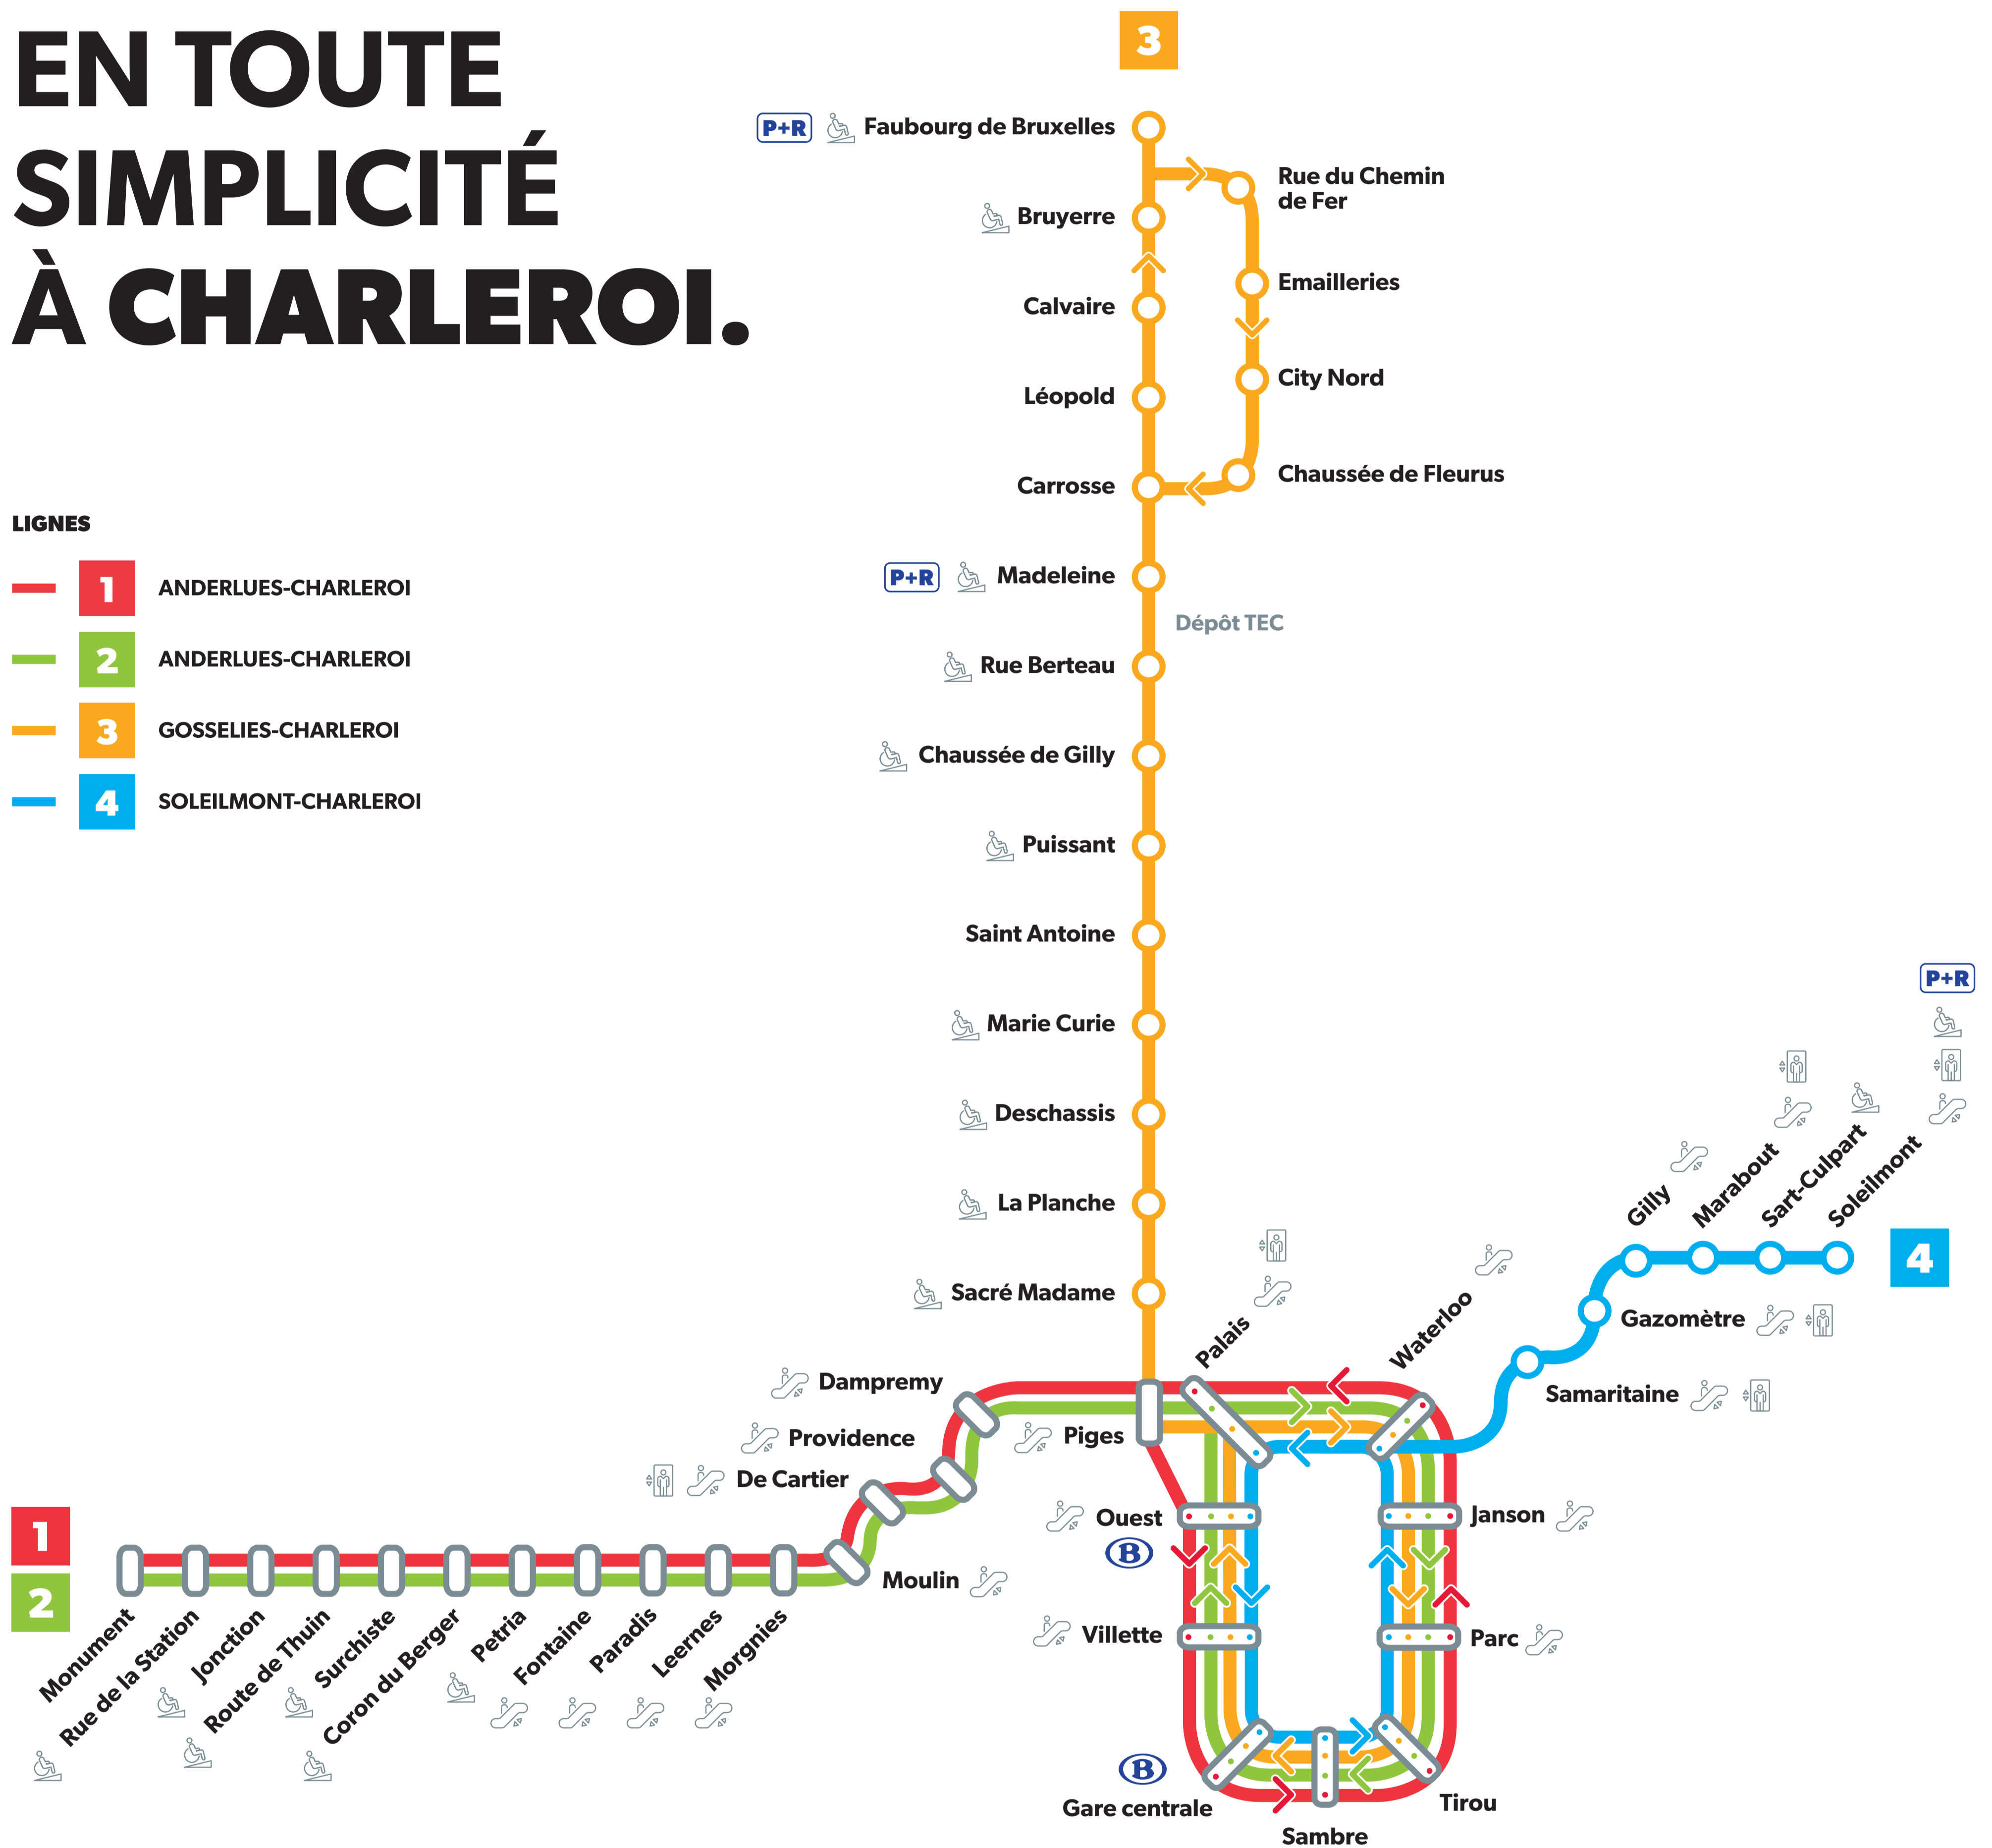 EN TOUTE
SIMPLICITÉ
À CHARLEROI.
LIGNES
1 ANDERLUES-CHARLEROI
2 ANDERLUES-CHARLEROI
3 GOSSELIES-CHARLEROI
4 SOLEILMONT-CHARLEROI
3
P+R Faubourg de Bruxelles
Rue du Chemin
de Fer
Bruyerre
Emailleries
Calvaire
City Nord
Léopold
Chaussée de Fleurus
Carrosse
P+R Madeleine
Dépôt TEC
Rue Berteau
Chaussée de Gilly
Puissant
Saint Antoine
Marie Curie
Deschassis
La Planche
Sacré Madame
P+R
Gilly
Marabout
Sart-Culpart
Soleilmont
4
Gazomètre
Samaritaine
Palais
Waterloo
Dampremy
Providence
De Cartier
Piges
Ouest
B
Janson
Moulin
Villette
Parc
1
2
Monument
Rue de la Station
Jonction
Route de Thuin
Surchiste
Coron du Berger
Petria
Fontaine
Paradis
Leernes
Morgnies
B
Gare centrale
Sambre
Tirou